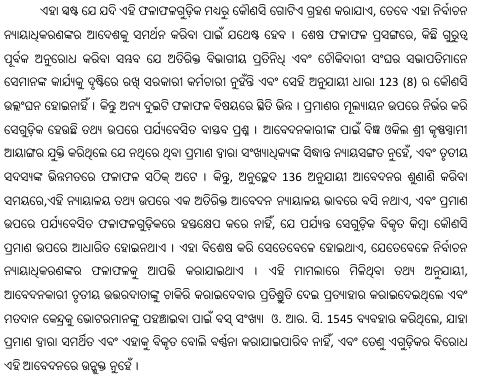 ଏହା ସ୍ପଷ୍ଟ ଯେ ଯଦି ଏହି ଫଳାଫଳଗୁଡ଼ିକ ମଧ୍ୟରୁ କୌଣସି ଗୋଟିଏ ଗ୍ରହଣ କରାଯାଏ, ତେବେ ଏହା ନିର୍ବାଚନ
ନ୍ୟାୟାଧିକରଣଙ୍କର ଆଦେଶକୁ ସମର୍ଥନ କରିବା ପାଇଁ ଯଥେଷ୍ଟ ହେବ । ଶେଷ ଫଳାଫଳ ପ୍ରସଙ୍ଗରେ, କିଛି ଗୁରୁତ୍ୱ
ପୂର୍ବକ ଅନୁରୋଧ କରିବା ସମ୍ଭବ ଯେ ଅତିରିକ୍ତ ବିଭାଗୀୟ ପ୍ରତିନିଧି ଏବଂ ଚୌକିଦାରୀ ସଂଘର ସଭାପତିମାନେ
ସେମାନଙ୍କ କାର୍ଯ୍ୟକୁ ଦୃଷ୍ଟିରେ ରଖି ସରକାରୀ କର୍ମଚାରୀ ନୁହଁନ୍ତି ଏବଂ ସେହି ଅନୁଯାୟୀ ଧାରା 123 (8) ର କୌଣସି
ଉଲ୍ଲଂଘନ ହୋଇନାହିଁ । କିନ୍ତୁ ଅନ୍ୟ ଦୁଇଟି ଫଳାଫଳ ବିଷୟରେ ସ୍ଥିତି ଭିନ୍ନ । ପ୍ରମାଣର ମୂଲ୍ୟାୟନ ଉପରେ ନିର୍ଭର କରି
ସେଗୁଡ଼ିକ ହେଉଛି ତଥ୍ୟ ଉପରେ ପର୍ଯ୍ୟବେସିତ ବାସ୍ତବ ପ୍ରଶ୍ନ । ଆବେଦନକାରୀଙ୍କ ପାଇଁ ବିଜ୍ଞ ଓକିଲ ଶ୍ରୀ କୃଷ୍ଣସ୍ୱାମୀ
ଆୟାଙ୍ଗର ଯୁକ୍ତି କରିଥିଲେ ଯେ ନଥିରେ ଥିବା ପ୍ରମାଣ ଦ୍ୱାରା ସଂଖ୍ୟାଧିକ୍ୟଙ୍କ ସିଦ୍ଧାନ୍ତ ନ୍ୟାୟସଙ୍ଗତ ନୁହେଁ, ଏବଂ ତୃତୀୟ
ସଦସ୍ୟଙ୍କ ଭିନ୍ନମତରେ ଫଳାଫଳ ସଠିକ୍ ଅଟେ । କିନ୍ତୁ, ଅନୁଚ୍ଛେଦ 136 ଅନୁଯାୟୀ ଆବେଦନର ଶୁଣାଣି କରିବା
ସମୟରେ,ଏହି ନ୍ୟାୟାଳୟ ତଥ୍ୟ ଉପରେ ଏକ ଅତିରିକ୍ତ ଆବେଦନ ନ୍ୟାୟାଳୟ ଭାବରେ ବସି ନଥାଏ, ଏବଂ ପ୍ରମାଣ
ଉପରେ ପର୍ଯ୍ୟବେସିତ ଫଳାଫଳଗୁଡ଼ିକରେ ହସ୍ତକ୍ଷେପ କରେ ନାହିଁ, ଯେ ପର୍ଯ୍ୟନ୍ତ ସେଗୁଡ଼ିକ ବିକୃତ କିମ୍ବା କୌଣସି
ପ୍ରମାଣ ଉପରେ ଆଧାରିତ ହୋଇନଥାଏ । ଏହା ବିଶେଷ କରି ସେତେବେଳେ ହୋଇଥାଏ, ଯେତେବେଳେ ନିର୍ବାଚନ
ନ୍ୟାୟାଧିକରଣଙ୍କର ଫଳାଫଳକୁ ଆପତ୍ତି କରାଯାଇଥାଏ । ଏହି ମାମଲାରେ ମିଳିଥିବା ତଥ୍ୟ ଅନୁଯାୟୀ,
ଆବେଦନକାରୀ ତୃତୀୟ ଉତ୍ତରଦାତାଙ୍କୁ ଚାକିରି କରାଇଦେବାର ପ୍ରତିଶ୍ରୁତି ଦେଇ ପ୍ରତ୍ୟାହାର କରାଇଦେଇଥିଲେ ଏବଂ
ମତଦାନ କେନ୍ଦ୍ରକୁ ଭୋଟରମାନଙ୍କୁ ପହଞ୍ଚାଇବା ପାଇଁ ବସ୍ ସଂଖ୍ୟା ଓ. ଆର. ସି. 1545 ବ୍ୟବହାର କରିଥିଲେ, ଯାହା
ପ୍ରମାଣ ଦ୍ୱାରା ସମର୍ଥିତ ଏବଂ ଏହାକୁ ବିକୃତ ବୋଲି ବର୍ଣ୍ଣନା କରାଯାଇପାରିବ ନାହିଁ, ଏବଂ ତେଣୁ ଏଗୁଡ଼ିକର ବିରୋଧ
ଏହି ଆବେଦନରେ ଉନ୍ମୁକ୍ତ ନୁହେଁ ।